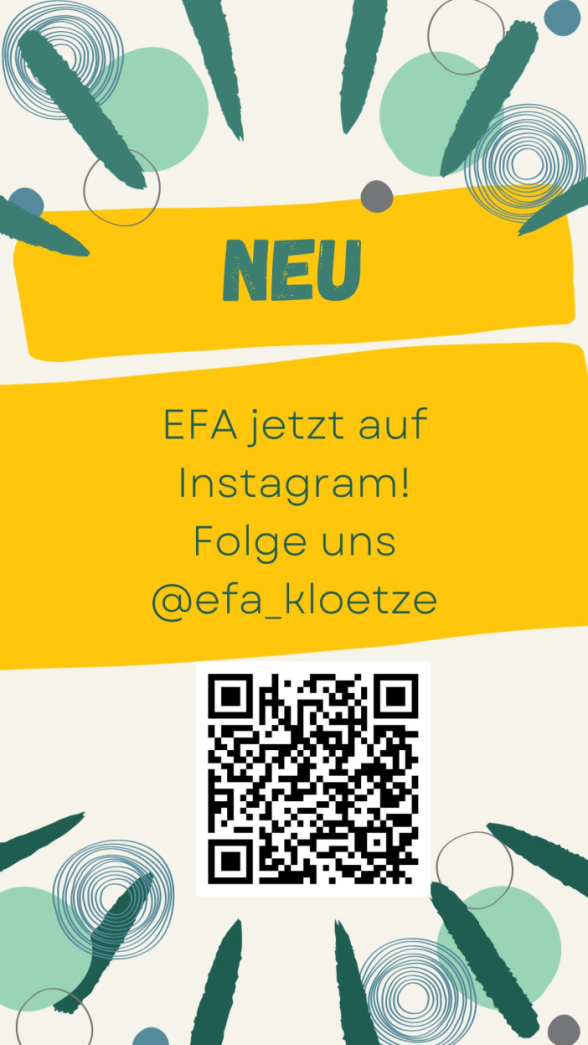 NEU
EFA jetzt auf
Instagram!
Folge uns
@efa_kloetze